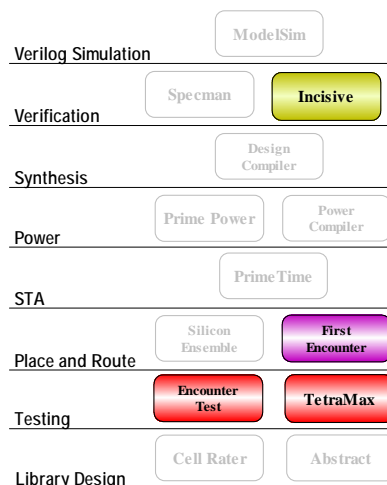 ModelSim
Verilog Simulation
Specman
Incisive
Verification
Design
Compiler
Synthesis
Prime Power
Power
Compiler
Power
PrimeTime
STA
Silicon
Ensemble
First
Encounter
Place and Route
Encounter
Test
TetraMax
Testing
Cell Rater
Abstract
Library Design